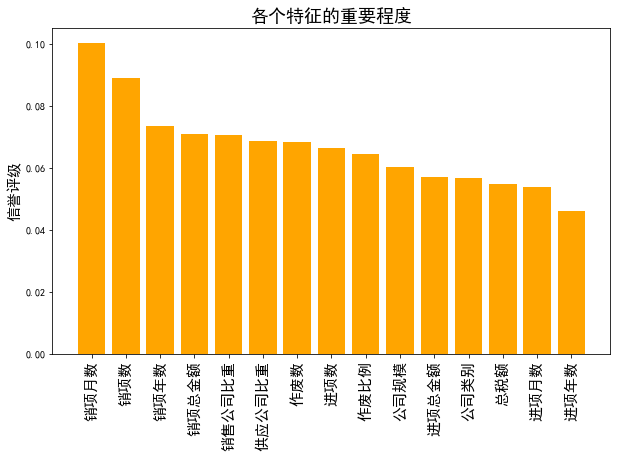 各个特征的重要程度
信誉评级
0.10
0.08
0.06
0.04
0.02
0.00
销项月数
销项数
销项年数
销项总金额
销售公司比重
供应公司比重
作废数
进项数
作废比例
公司规模
进项总金额
公司类别
总税额
进项月数
进项年数